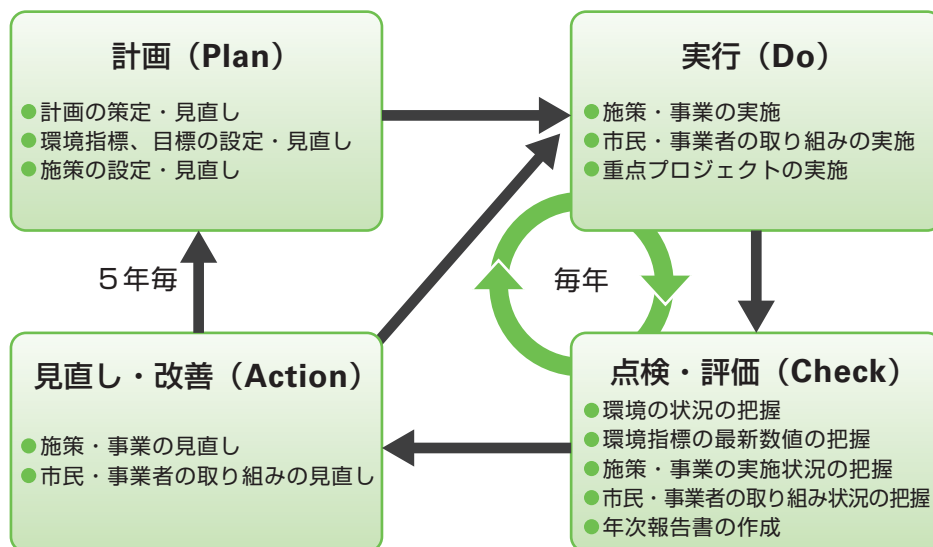 計画（Plan）
●計画の策定・見直し
●環境指標、目標の設定・見直し
●施策の設定・見直し
実行（Do）
●施策・事業の実施
●市民・事業者の取り組みの実施
●重点プロジェクトの実施
５年毎
毎年
見直し・改善（Action）
●施策・事業の見直し
●市民・事業者の取り組みの見直し
点検・評価（Check）
●環境の状況の把握
●環境指標の最新数値の把握
●施策・事業の実施状況の把握
●市民・事業者の取り組み状況の把握
●年次報告書の作成